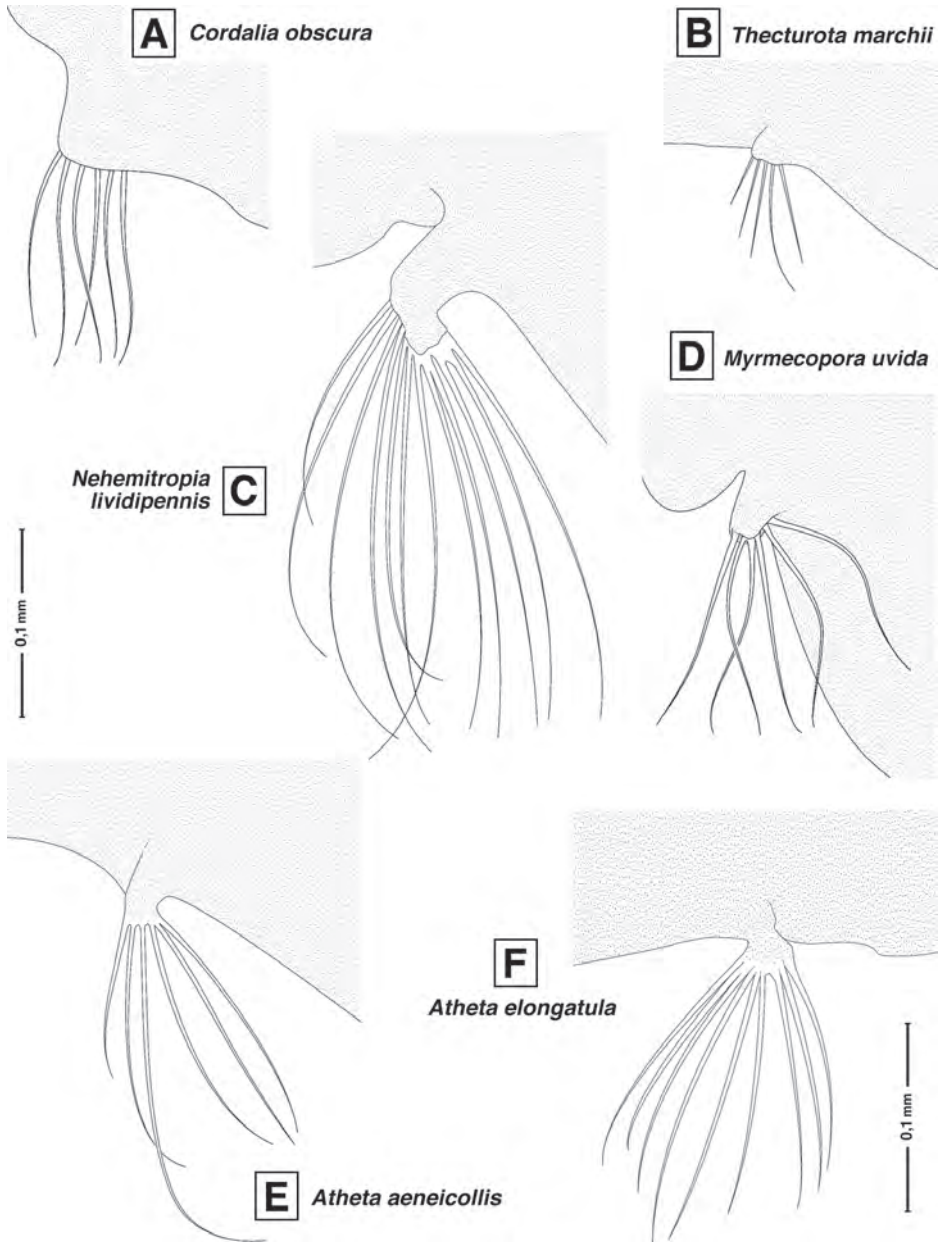 A Cordalia obscura
B Thecturota marchii
D Myrmecopora uvida
Nehemitropia
lividipennis C
0,1 mm
F
Atheta elongatula
0,1 mm
E Atheta aeneicollis